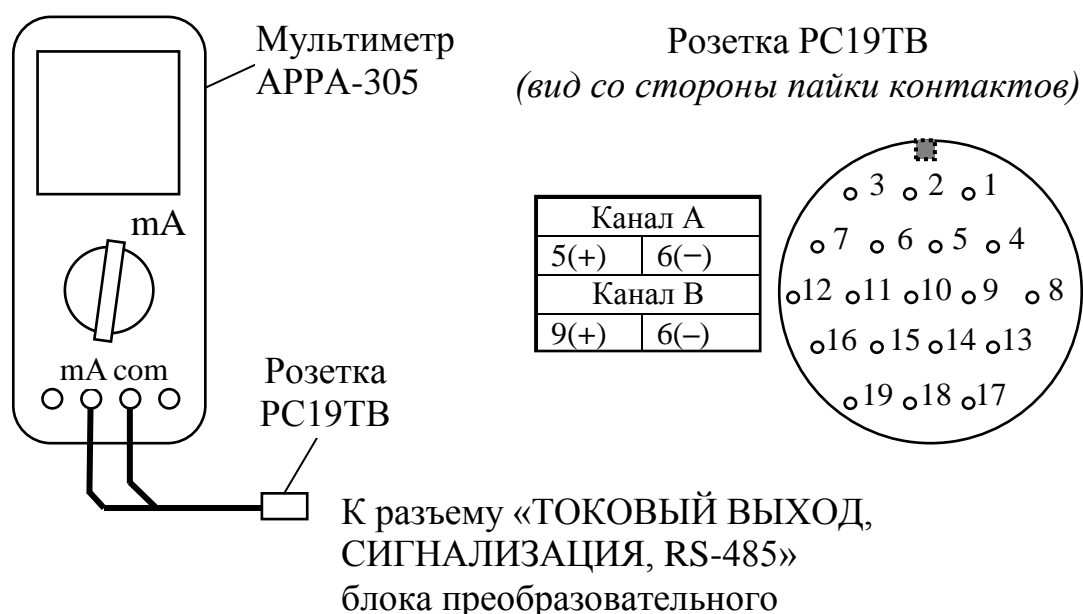 Мультиметр
APPA-305
Розетка РС19ТВ
(вид со стороны пайки контактов)
mA
mA com
Розетка
РС19ТВ
Канал А
5(+) 6(−)
Канал В
9(+) 6(−)
3 2 1
7 6 5 4
12 11 10 9 8
16 15 14 13
19 18 17
К разъему «ТОКОВЫЙ ВЫХОД,
СИГНАЛИЗАЦИЯ, RS-485»
блока преобразовательного